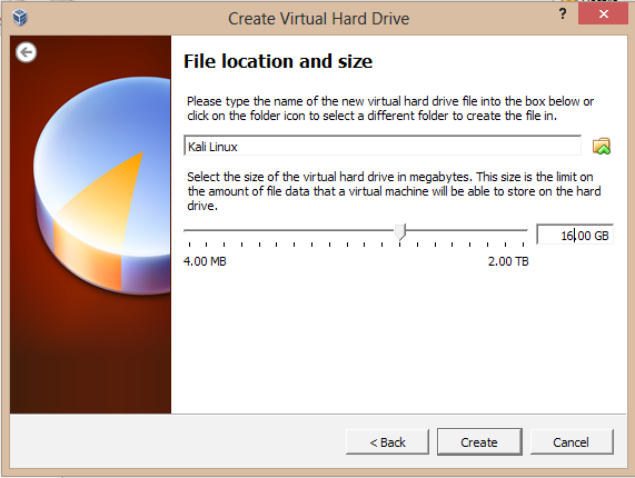 Create Virtual Hard Drive
?
x
File location and size
Please type the name of the new virtual hard drive file into the box below or
click on the folder icon to select a different folder to create the file in.
Kali Linux
Select the size of the virtual hard drive in megabytes. This size is the limit on
the amount of file data that a virtual machine will be able to store on the hard
drive.
16.00 GB
4.00 MB 2.00 TB
< Back Create Cancel